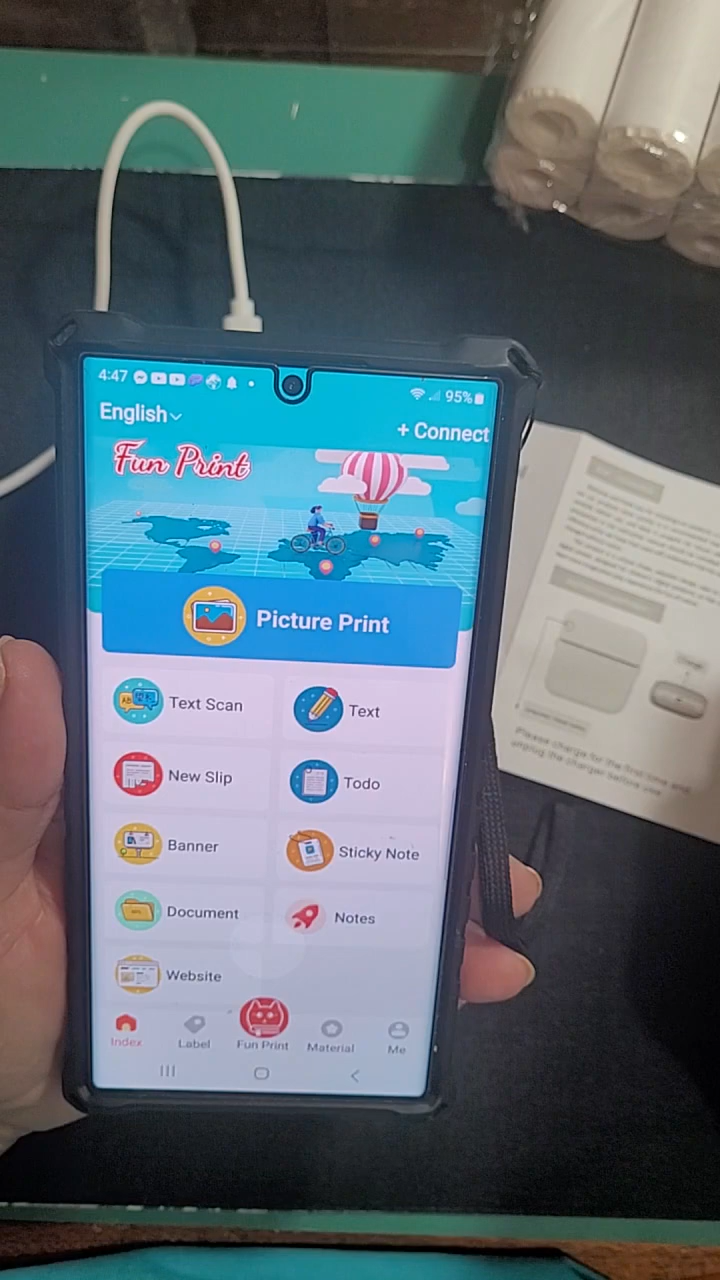 4:47
95%
English
+ Connect
Fun Print
Picture Print
Text Scan
Text
New Slip
Todo
Banner
Sticky Note
Document
Notes
Website
Index
Label
Fun Print
Material
Me
Please charge for the first time and
unplug the charger before use